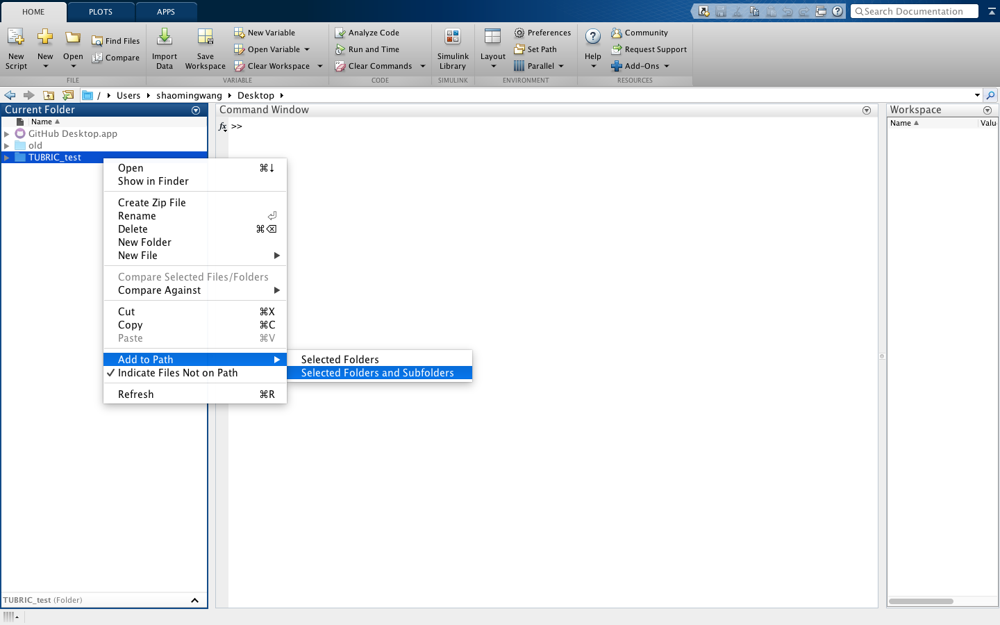 HOME PLOTS APPS Search Documentation
New Script
New
Open
Find Files
Compare
Import Data
Save Workspace
New Variable
Open Variable
Clear Workspace
Analyze Code
Run and Time
Clear Commands
Simulink Library
Layout
Preferences
Set Path
Parallel
Help
Community
Request Support
Add-Ons
FILE VARIABLE CODE SIMULINK ENVIRONMENT RESOURCES
/ Users shaomingwang Desktop
Current Folder
Name
GitHub Desktop.app
old
TUBRIC_test
Command Window
fx >>
Workspace
Name Valu
Open ⌘↓
Show in Finder
Create Zip File
Rename ⏎
Delete ⌘⌫
New Folder
New File
Compare Selected Files/Folders
Compare Against
Cut ⌘X
Copy ⌘C
Paste ⌘V
Add to Path
✓ Indicate Files Not on Path
Refresh ⌘R
Selected Folders
Selected Folders and Subfolders
TUBRIC_test (Folder)